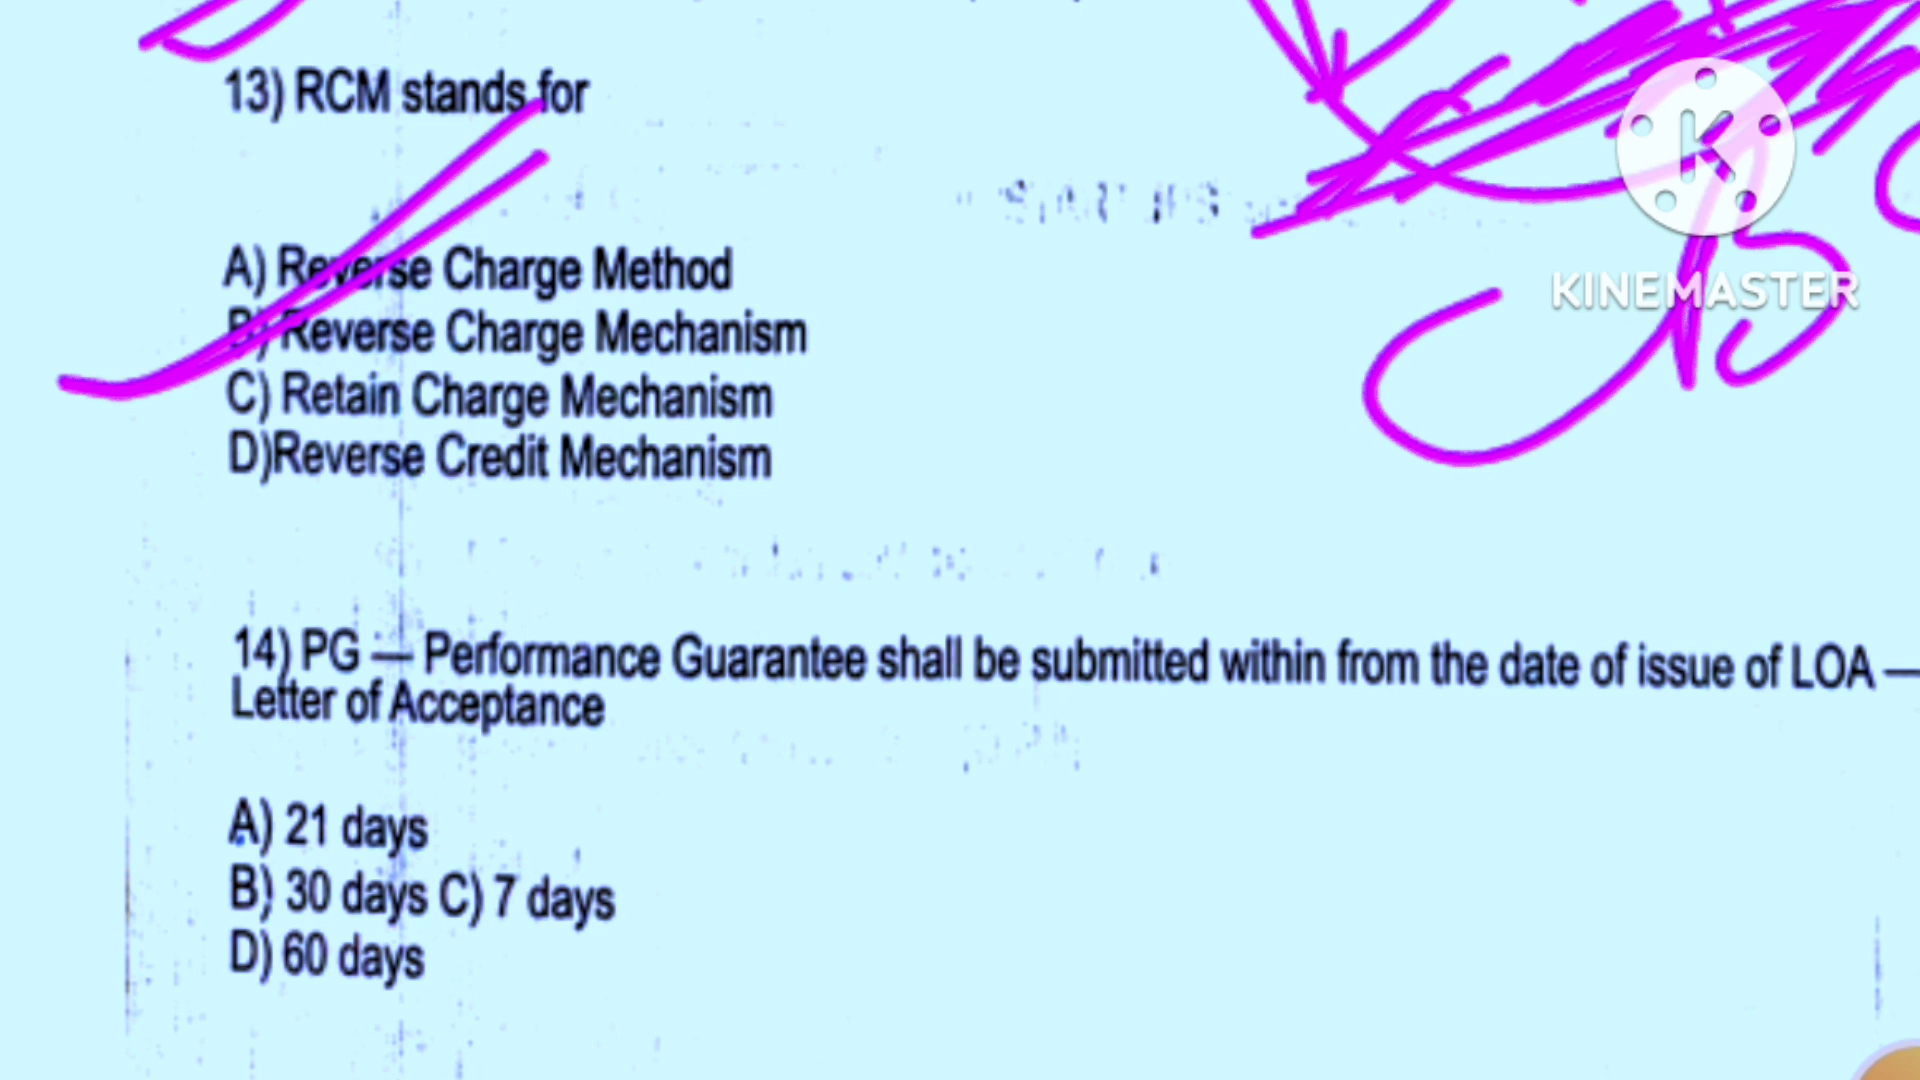 13) RCM stands for
KINEMASTER
A) Reverse Charge Method
B) Reverse Charge Mechanism
C) Retain Charge Mechanism
D)Reverse Credit Mechanism
14) PG — Performance Guarantee shall be submitted within from the date of issue of LOA —
Letter of Acceptance
A) 21 days
B) 30 days C) 7 days
D) 60 days